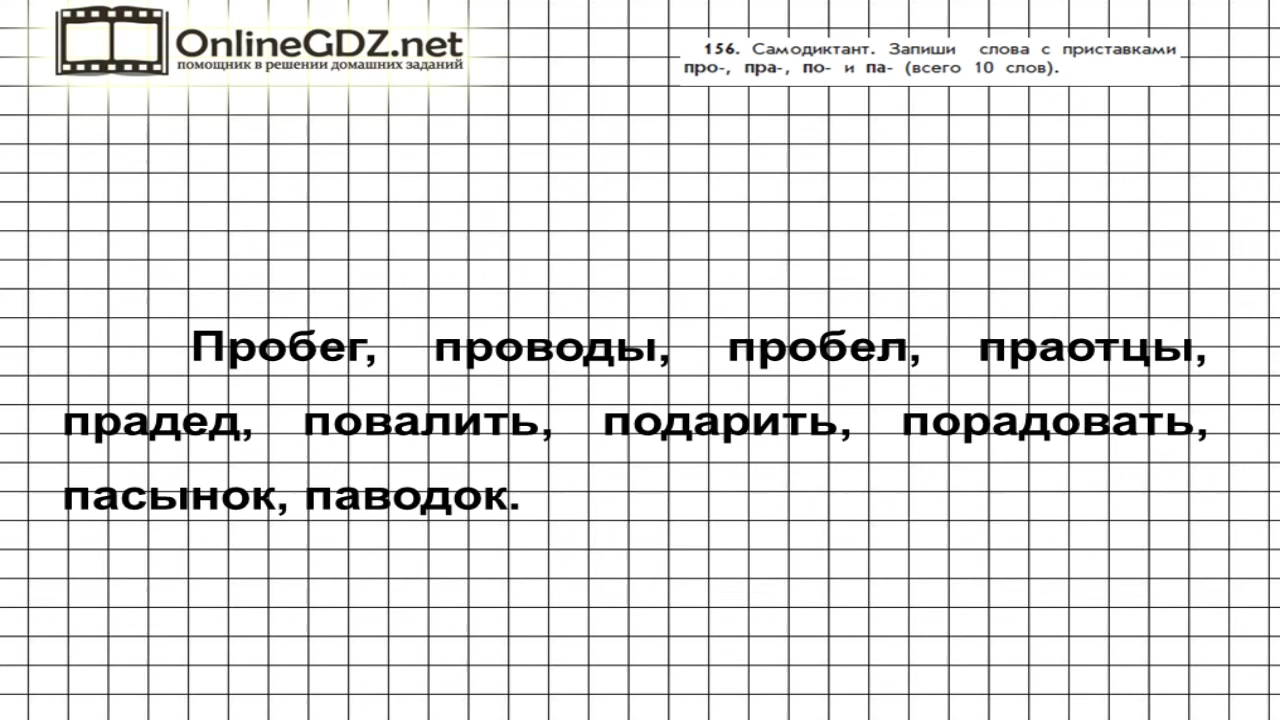 OnlineGDZ.net
помощник в решении домашних заданий
156. Самодиктант. Запиши слова с приставками
про-, пра-, по- и па- (всего 10 слов).
Пробег, проводы, пробел, праотцы,
прадед, повалить, подарить, порадовать,
пасынок, паводок.